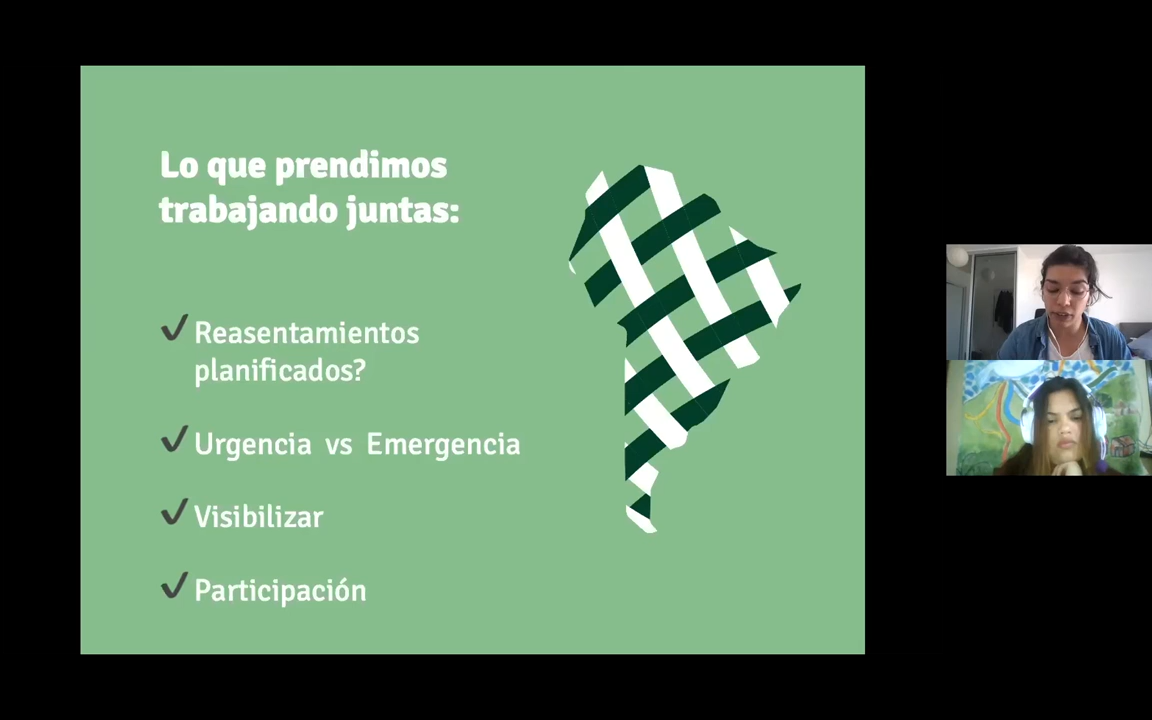 Lo que prendimos
trabajando juntas:
Reasentamientos
planificados?
Urgencia vs Emergencia
Visibilizar
Participación